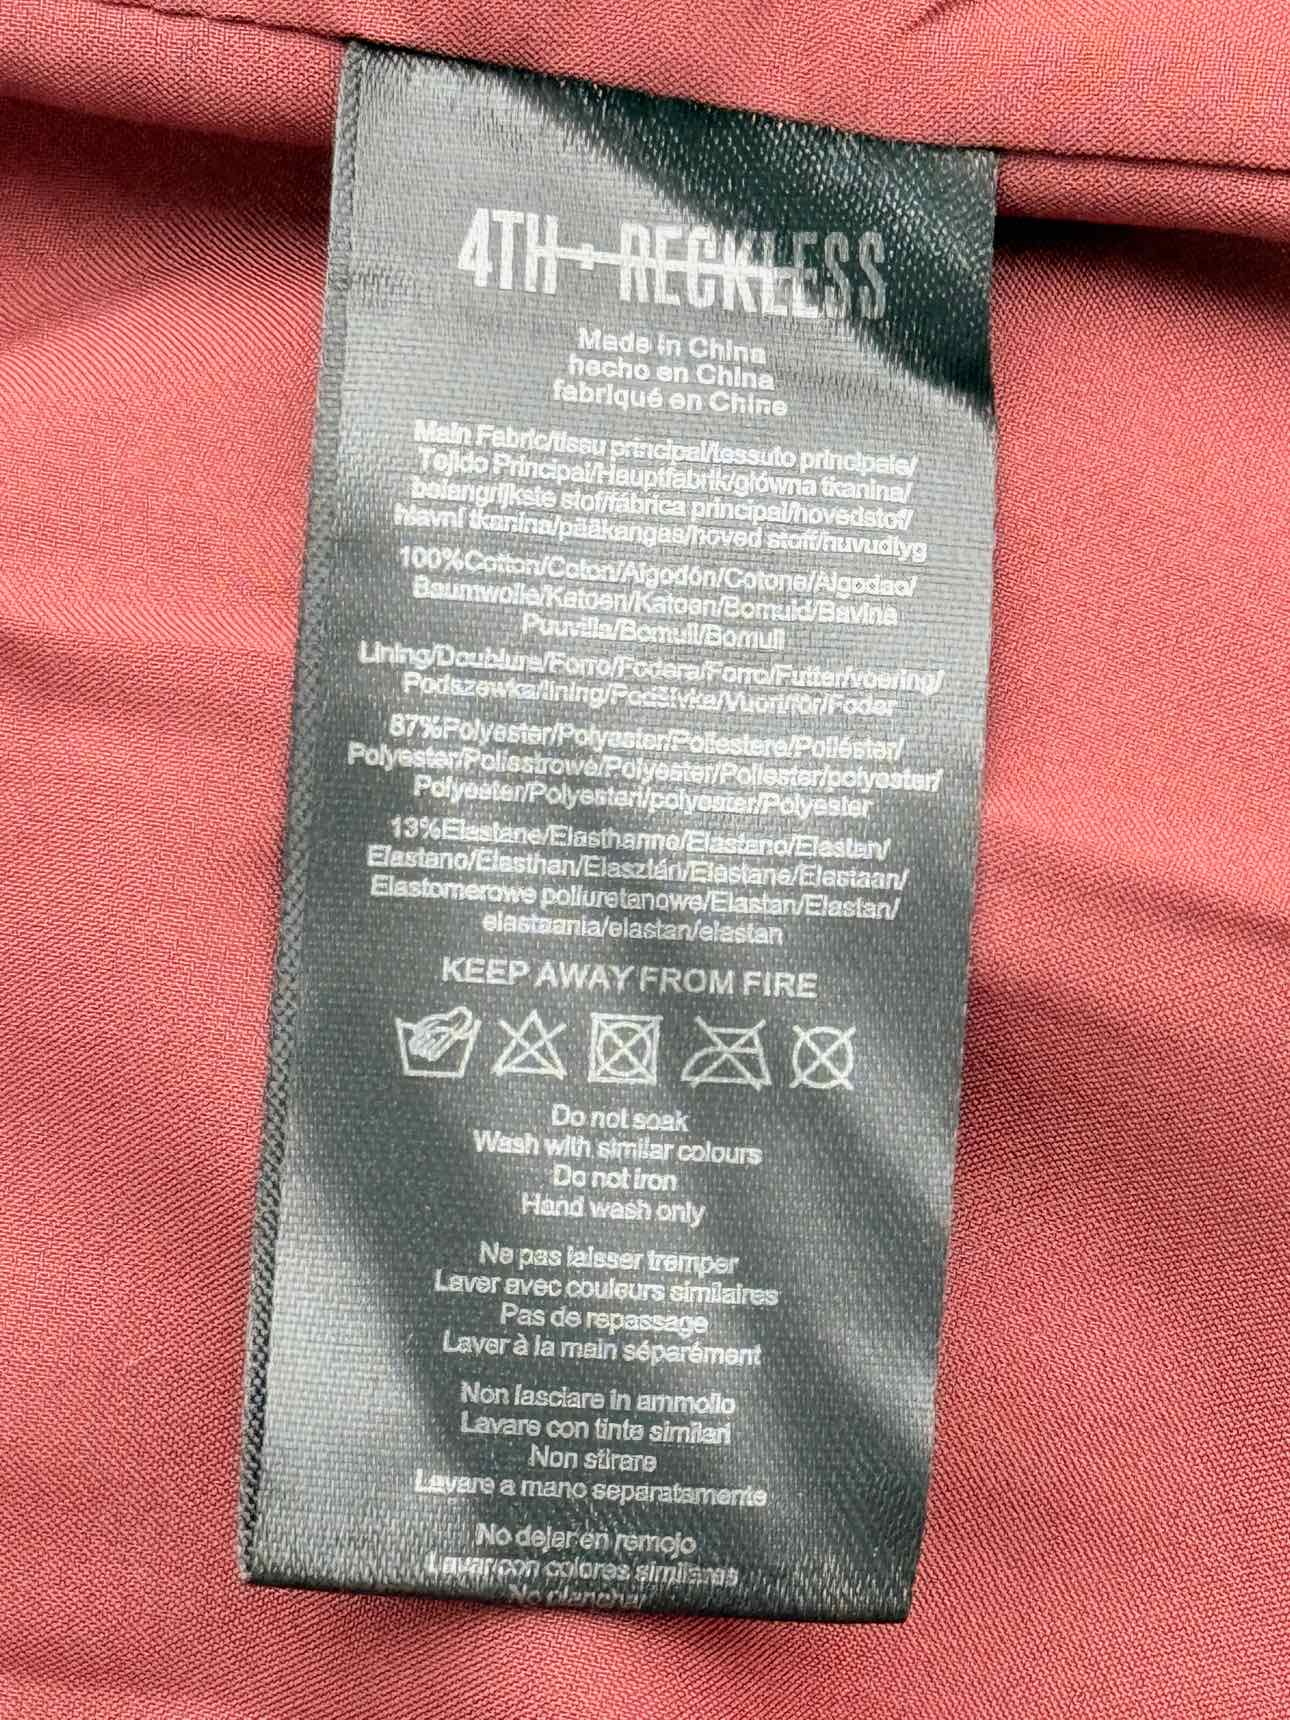 4TH + RECKLESS
Made in China
hecho en China
fabriqué en Chine
Main Fabric/tissu principal/tessuto principale/
Tejido Principal/Hauptfabrik/główna tkanina/
belangrijkste stof/fábrica principal/hovedstof/
hlavní tkanina/pääkangas/hoved stoff/huvudtyg
100%Cotton/Coton/Algodón/Cotone/Algodao/
Baumwolle/Katoen/Katoen/Bomuld/Bavlna
Puuvilla/Bomull/Bomull
Lining/Doublure/Forro/Fodera/Forro/Futter/voering/
Podszewka/lining/Podšívka/Vuori/for/Foder
87%Polyester/Polyester/Poliestere/Poliéster/
Polyester/Poliestrowe/Polyester/Poliester/polyester/
Polyester/Polyesteri/polyester/Polyester
13%Elastane/Elasthanne/Elastano/Elastan/
Elastano/Elasthan/Elasztán/Elastane/Elastaan/
Elastomerowe poliuretanowe/Elastan/Elastan/
elastaania/elastan/elastan
KEEP AWAY FROM FIRE
Do not soak
Wash with similar colours
Do not iron
Hand wash only
Ne pas laisser tremper
Laver avec couleurs similaires
Pas de repassage
Laver à la main séparément
Non lasciare in ammollo
Lavare con tinte similari
Non stirare
Lavare a mano separatamente
No dejar en remojo
Lavar con colores similares
No planchar